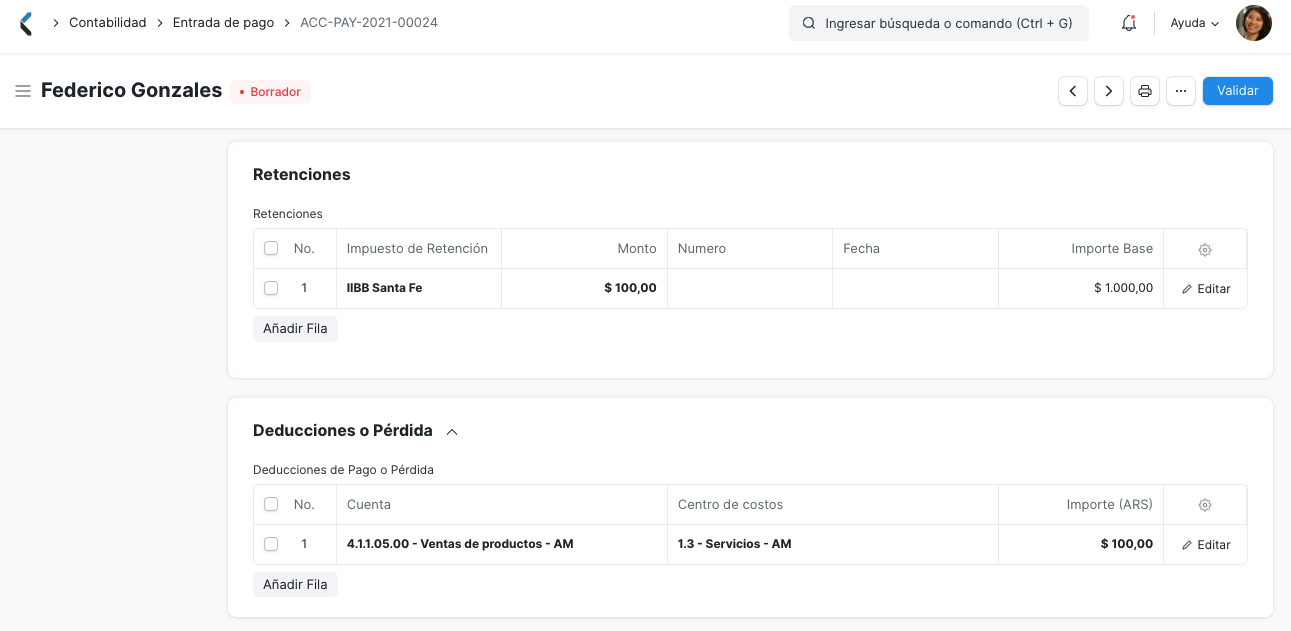 Contabilidad Entrada de pago ACC-PAY-2021-00024 Ingresar búsqueda o comando (Ctrl + G) Ayuda
Federico Gonzales • Borrador ... Validar
Retenciones
Retenciones
No. Impuesto de Retención Monto Numero Fecha Importe Base
1 IIBB Santa Fe $ 100,00 $ 1.000,00 Editar
Añadir Fila
Deducciones o Pérdida
Deducciones de Pago o Pérdida
No. Cuenta Centro de costos Importe (ARS)
1 4.1.1.05.00 - Ventas de productos - AM 1.3 - Servicios - AM $ 100,00 Editar
Añadir Fila